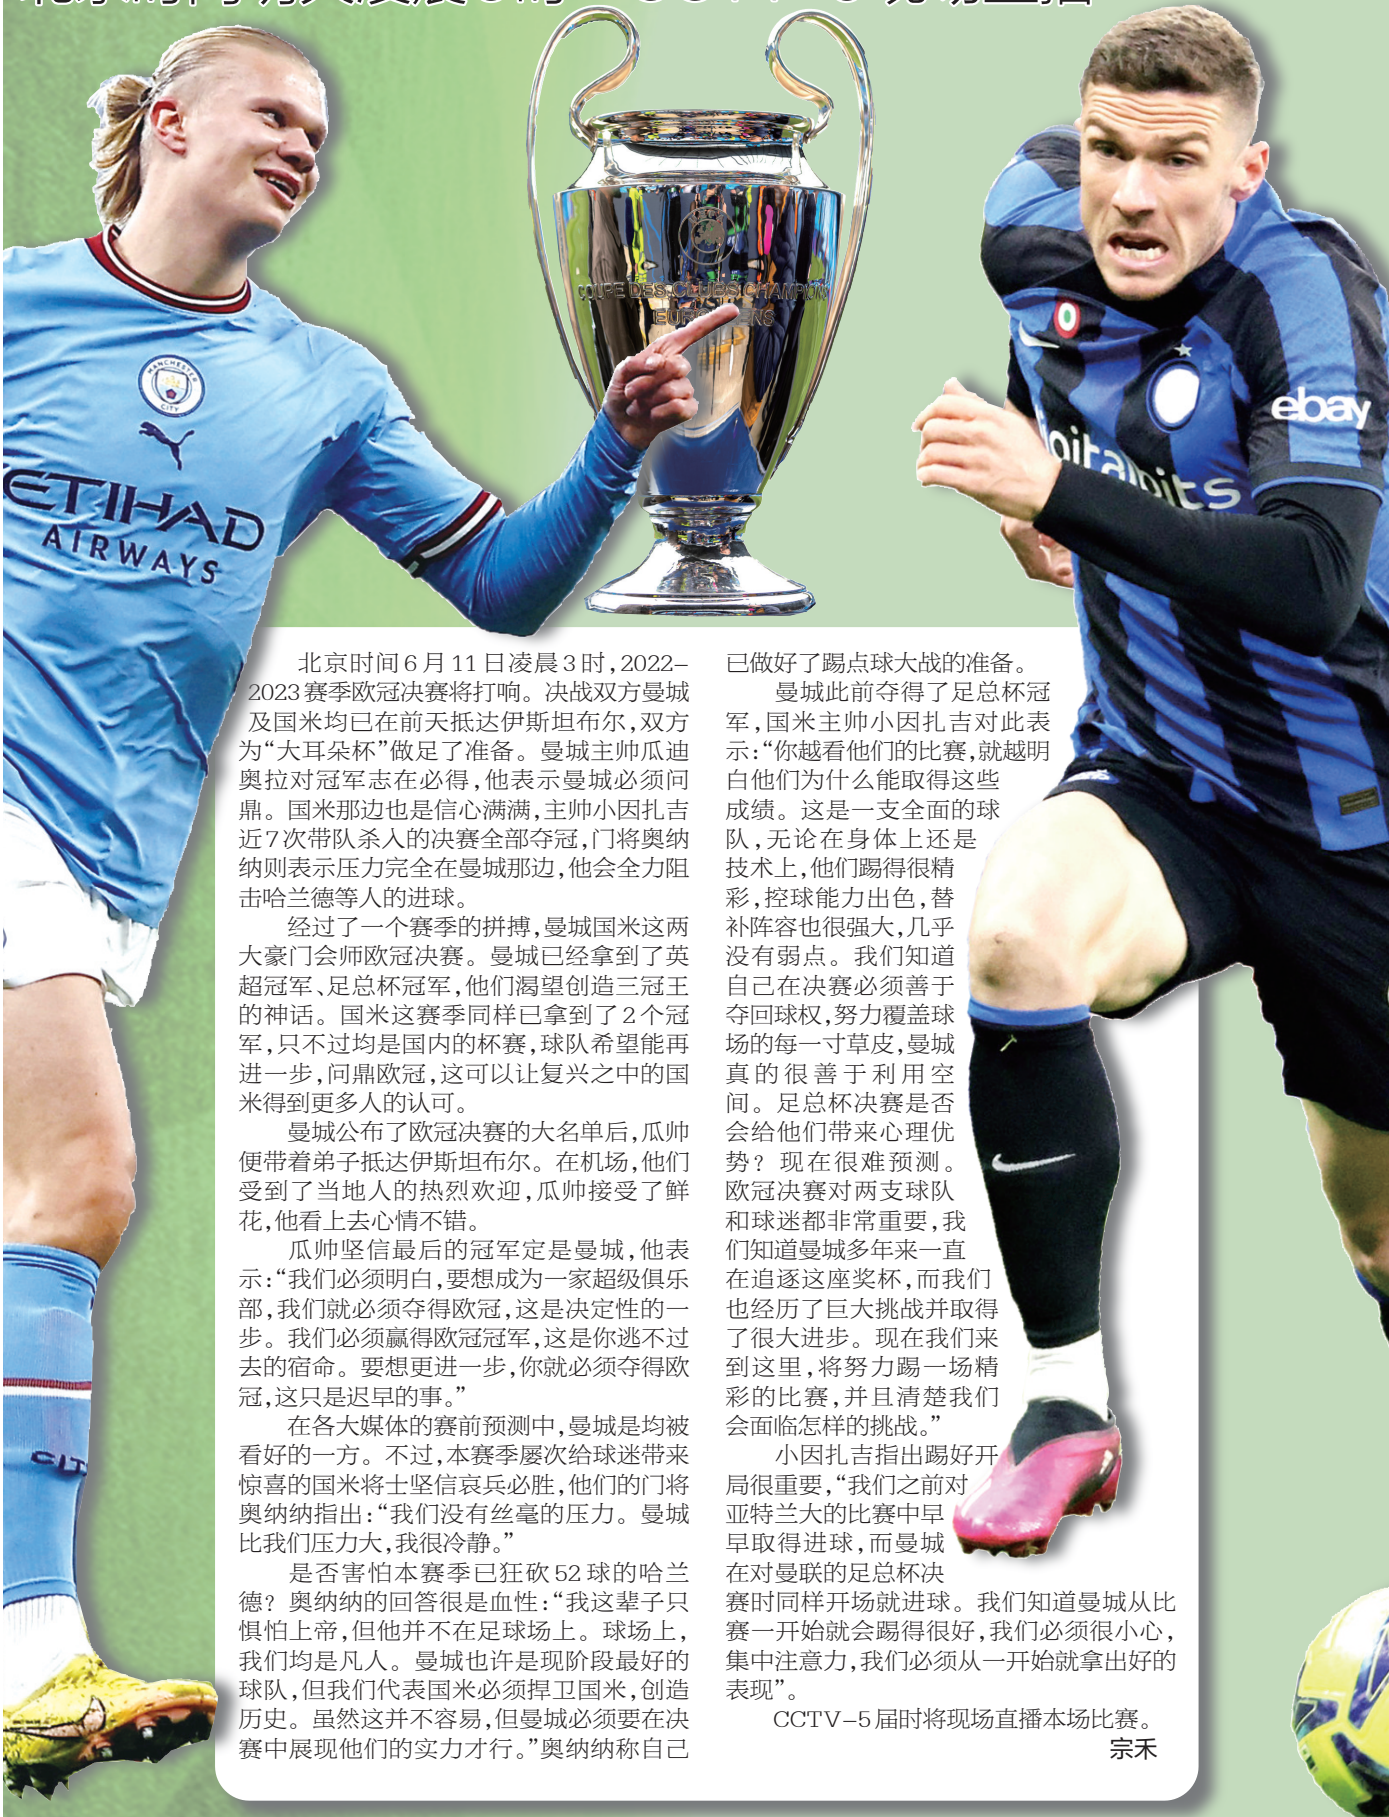 COUPE DES CLUBS CHAMPIONS
MANCHESTER
CITY
ETIHAD
AIRWAYS
ebay
北京时间6月11日凌晨3时,2022–
2023赛季欧冠决赛将打响。决战双方曼城
及国米均已在前天抵达伊斯坦布尔,双方
为“大耳朵杯”做足了准备。曼城主帅瓜迪
奥拉对冠军志在必得,他表示曼城必须问
鼎。国米那边也是信心满满,主帅小因扎吉
近7次带队杀入的决赛全部夺冠,门将奥纳
纳则表示压力完全在曼城那边,他会全力阻
击哈兰德等人的进球。
经过了一个赛季的拼搏,曼城国米这两
大豪门会师欧冠决赛。曼城已经拿到了英
超冠军、足总杯冠军,他们渴望创造三冠王
的神话。国米这赛季同样已拿到了2个冠
军,只不过均是国内的杯赛,球队希望能再
进一步,问鼎欧冠,这可以让复兴之中的国
米得到更多人的认可。
曼城公布了欧冠决赛的大名单后,瓜帅
便带着弟子抵达伊斯坦布尔。在机场,他们
受到了当地人的热烈欢迎,瓜帅接受了鲜
花,他看上去心情不错。
瓜帅坚信最后的冠军定是曼城,他表
示:“我们必须明白,要想成为一家超级俱乐
部,我们就必须夺得欧冠,这是决定性的一
步。我们必须赢得欧冠冠军,这是你逃不过
去的宿命。要想更进一步,你就必须夺得欧
冠,这只是迟早的事。”
在各大媒体的赛前预测中,曼城是均被
看好的一方。不过,本赛季屡次给球迷带来
惊喜的国米将士坚信哀兵必胜,他们的门将
奥纳纳指出:“我们没有丝毫的压力。曼城
比我们压力大,我很冷静。”
是否害怕本赛季已狂砍52球的哈兰
德？奥纳纳的回答很是血性:“我这辈子只
惧怕上帝,但他并不在足球场上。球场上,
我们均是凡人。曼城也许是现阶段最好的
球队,但我们代表国米必须捍卫国米,创造
历史。虽然这并不容易,但曼城必须要在决
赛中展现他们的实力才行。”奥纳纳称自己
已做好了踢点球大战的准备。
曼城此前夺得了足总杯冠
军,国米主帅小因扎吉对此表
示:“你越看他们的比赛,就越明
白他们为什么能取得这些
成绩。这是一支全面的球
队,无论在身体上还是
技术上,他们踢得很精
彩,控球能力出色,替
补阵容也很强大,几乎
没有弱点。我们知道
自己在决赛必须善于
夺回球权,努力覆盖球
场的每一寸草皮,曼城
真的很善于利用空
间。足总杯决赛是否
会给他们带来心理优
势？现在很难预测。
欧冠决赛对两支球队
和球迷都非常重要,我
们知道曼城多年来一直
在追逐这座奖杯,而我们
也经历了巨大挑战并取得
了很大进步。现在我们来
到这里,将努力踢一场精
彩的比赛,并且清楚我们
会面临怎样的挑战。”
小因扎吉指出踢好开
局很重要,“我们之前对
亚特兰大的比赛中早
早取得进球,而曼城
在对曼联的足总杯决
赛时同样开场就进球。我们知道曼城从比
赛一开始就会踢得很好,我们必须很小心,
集中注意力,我们必须从一开始就拿出好的
表现”。
CCTV–5届时将现场直播本场比赛。
宗禾